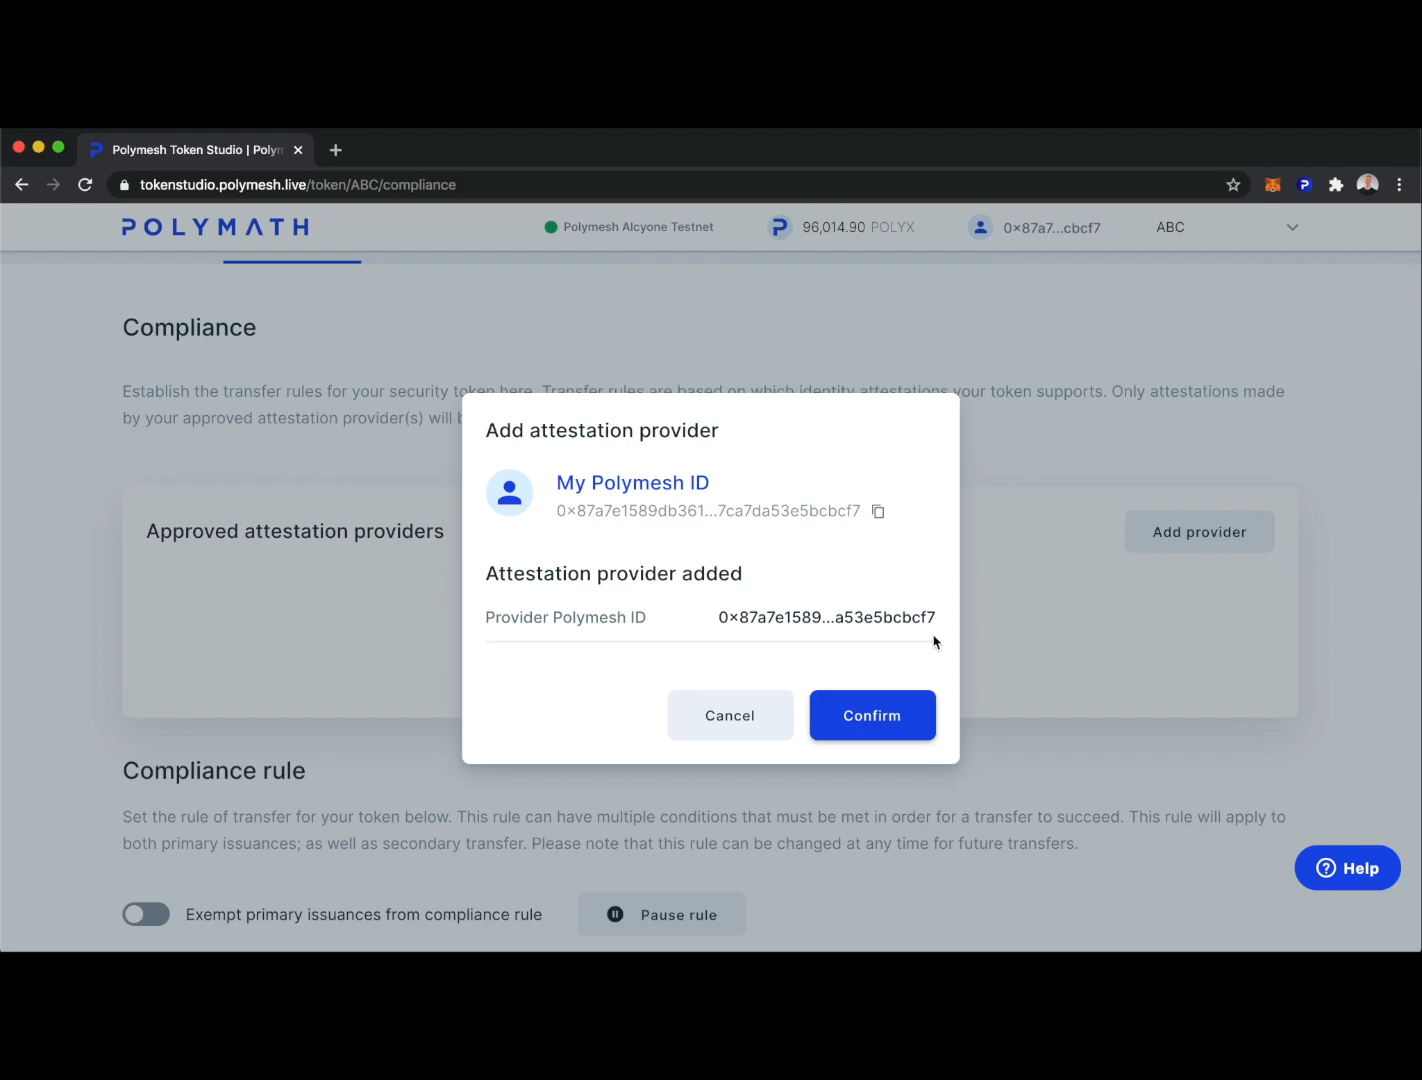 Polymesh Token Studio | Polyn
tokenstudio.polymesh.live/token/ABC/compliance
POLYMATH
Polymesh Alcyone Testnet
96,014.90 POLYX
0×87a7...cbcf7
ABC
Compliance
Establish the transfer rules for your security token here. Transfer rules are based on which identity attestations your token supports. Only attestations made
by your approved attestation provider(s) will b
Add attestation provider
My Polymesh ID
0×87a7e1589db361...7ca7da53e5bcbcf7
Approved attestation providers
Add provider
Attestation provider added
Provider Polymesh ID 0×87a7e1589...a53e5bcbcf7
Cancel
Confirm
Compliance rule
Set the rule of transfer for your token below. This rule can have multiple conditions that must be met in order for a transfer to succeed. This rule will apply to
both primary issuances; as well as secondary transfer. Please note that this rule can be changed at any time for future transfers.
Help
Exempt primary issuances from compliance rule
Pause rule